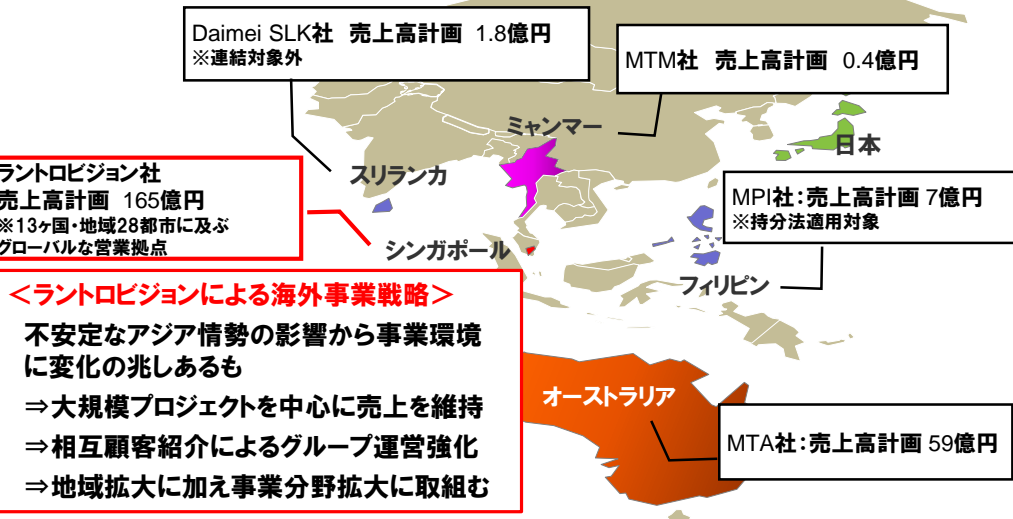 Daimei SLK社 売上高計画 1.8億円
※連結対象外
MTM社 売上高計画 0.4億円
ミャンマー
日本
スリランカ
ラントロビジョン社
売上高計画 165億円
※13ヶ国・地域28都市に及ぶ
グローバルな営業拠点
MPI社：売上高計画 7億円
※持分法適用対象
シンガポール
フィリピン
＜ラントロビジョンによる海外事業戦略＞
不安定なアジア情勢の影響から事業環境
に変化の兆しあるも
⇒大規模プロジェクトを中心に売上を維持
⇒相互顧客紹介によるグループ運営強化
⇒地域拡大に加え事業分野拡大に取組む
オーストラリア
MTA社：売上高計画 59億円